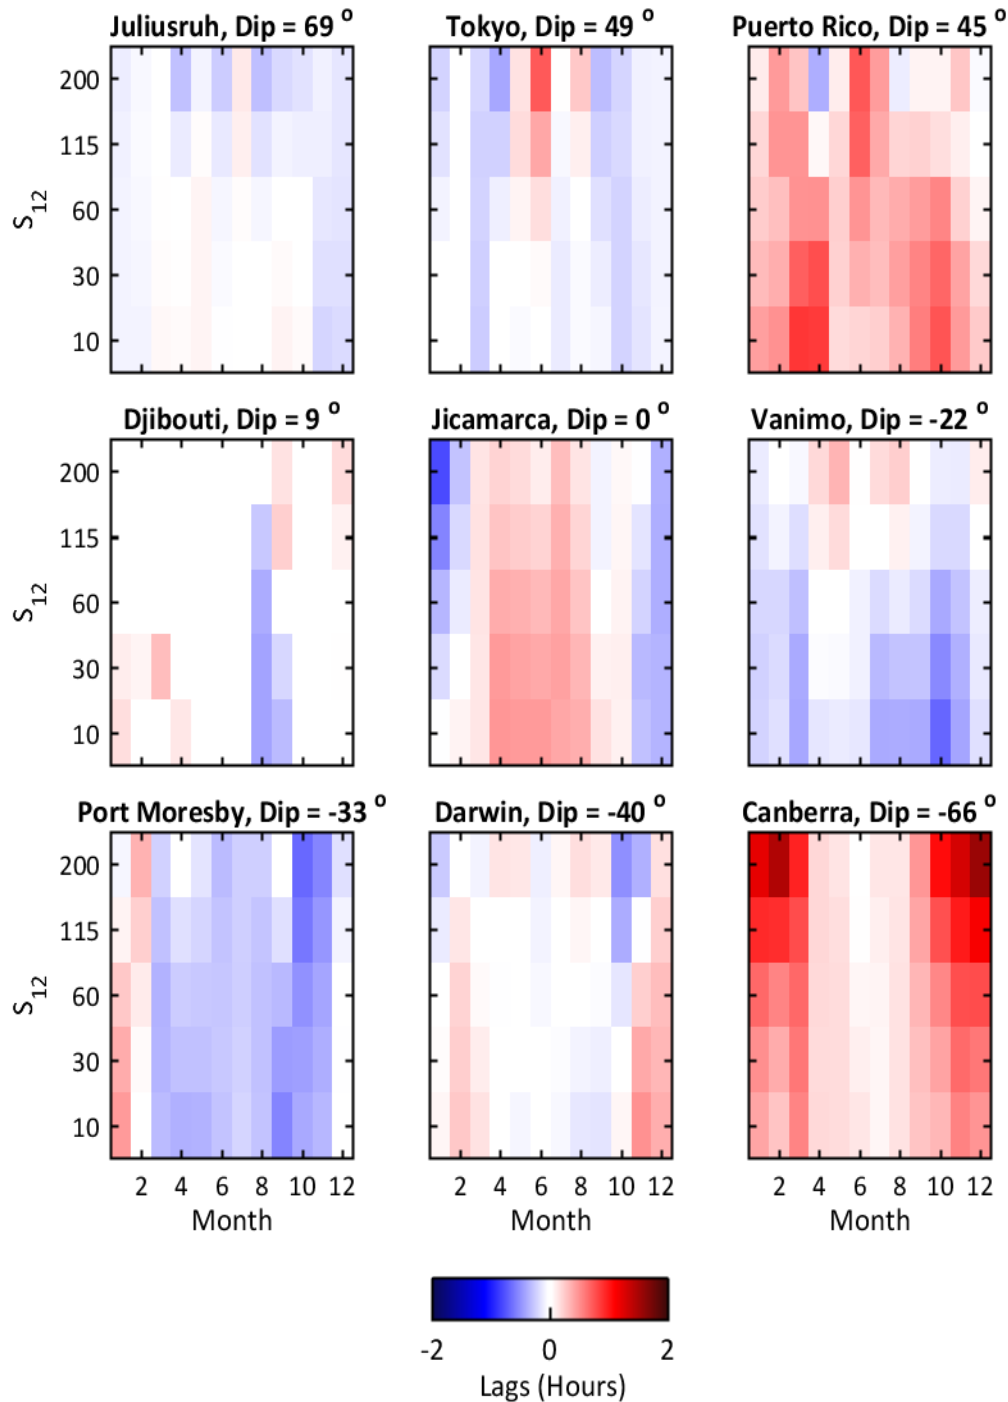 Juliusruh, Dip = 69 °
Tokyo, Dip = 49 °
Puerto Rico, Dip = 45 °
200
115
60
30
10
S12
Djibouti, Dip = 9 °
Jicamarca, Dip = 0 °
Vanimo, Dip = -22 °
200
115
60
30
10
S12
Port Moresby, Dip = -33 °
Darwin, Dip = -40 °
Canberra, Dip = -66 °
200
115
60
30
10
S12
2 4 6 8 10 12
2 4 6 8 10 12
2 4 6 8 10 12
Month
Month
Month
-2 0 2
Lags (Hours)